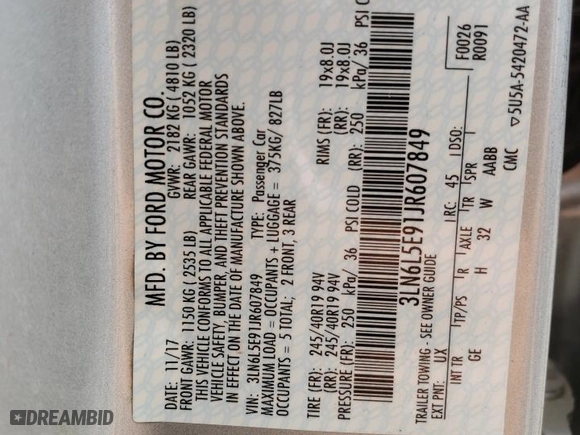 MFD. BY FORD MOTOR CO.
DATE: 11/17 GVWR: 2182 KG ( 4810 LB)
FRONT GAWR: 1150 KG ( 2535 LB) REAR GAWR: 1052 KG ( 2320 LB)
THIS VEHICLE CONFORMS TO ALL APPLICABLE FEDERAL MOTOR
VEHICLE SAFETY, BUMPER, AND THEFT PREVENTION STANDARDS
IN EFFECT ON THE DATE OF MANUFACTURE SHOWN ABOVE.
VIN: 3LN6L5E91JR607849 TYPE: Passenger Car
MAXIMUM LOAD = OCCUPANTS + LUGGAGE = 375KG/ 827LB
OCCUPANTS = 5 TOTAL; 2 FRONT, 3 REAR
TIRE (FR): 245/40R19 94V RIMS (FR): 19x8.0J
(RR): 245/40R19 94V (RR): 19x8.0J
PRESSURE (FR): 250 kPa/ 36 PSI COLD (RR): 250 kPa/ 36 PSI
3LN6L5E91JR607849
TRAILER TOWING - SEE OWNER GUIDE
EXT PNT: UX RC: 45 DSO: F0026
R0091
INT TR TP/PS R AXLE TR SPR
GE H 32 W AABB
CMC ▽5U5A-5420472-AA
DREAMBID